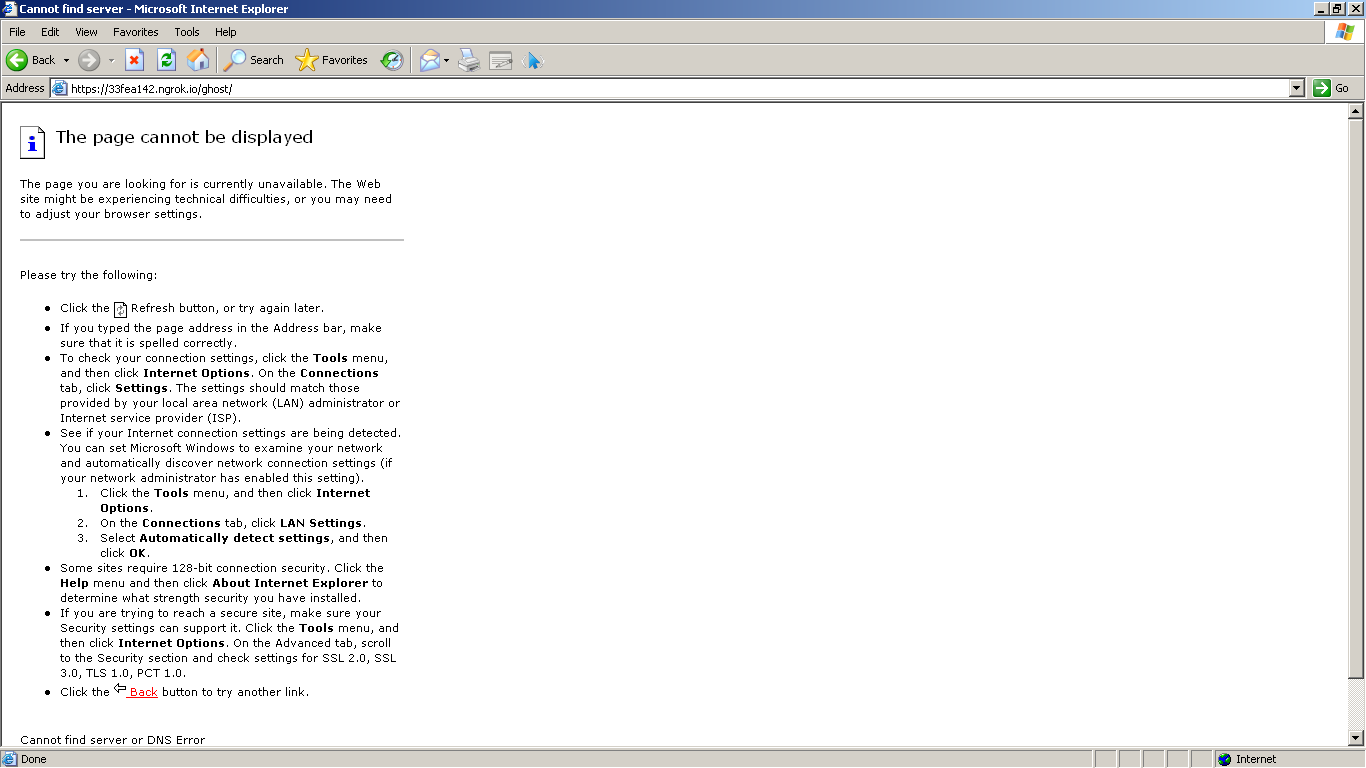 Cannot find server - Microsoft Internet Explorer
File Edit View Favorites Tools Help
Back Search Favorites
Address https://33fea142.ngrok.io/ghost/ Go
The page cannot be displayed
The page you are looking for is currently unavailable. The Web
site might be experiencing technical difficulties, or you may need
to adjust your browser settings.
Please try the following:
• Click the Refresh button, or try again later.
• If you typed the page address in the Address bar, make
sure that it is spelled correctly.
• To check your connection settings, click the Tools menu,
and then click Internet Options. On the Connections
tab, click Settings. The settings should match those
provided by your local area network (LAN) administrator or
Internet service provider (ISP).
• See if your Internet connection settings are being detected.
You can set Microsoft Windows to examine your network
and automatically discover network connection settings (if
your network administrator has enabled this setting).
1. Click the Tools menu, and then click Internet
Options.
2. On the Connections tab, click LAN Settings.
3. Select Automatically detect settings, and then
click OK.
• Some sites require 128-bit connection security. Click the
Help menu and then click About Internet Explorer to
determine what strength security you have installed.
• If you are trying to reach a secure site, make sure your
Security settings can support it. Click the Tools menu, and
then click Internet Options. On the Advanced tab, scroll
to the Security section and check settings for SSL 2.0, SSL
3.0, TLS 1.0, PCT 1.0.
• Click the Back button to try another link.
Cannot find server or DNS Error
Done Internet